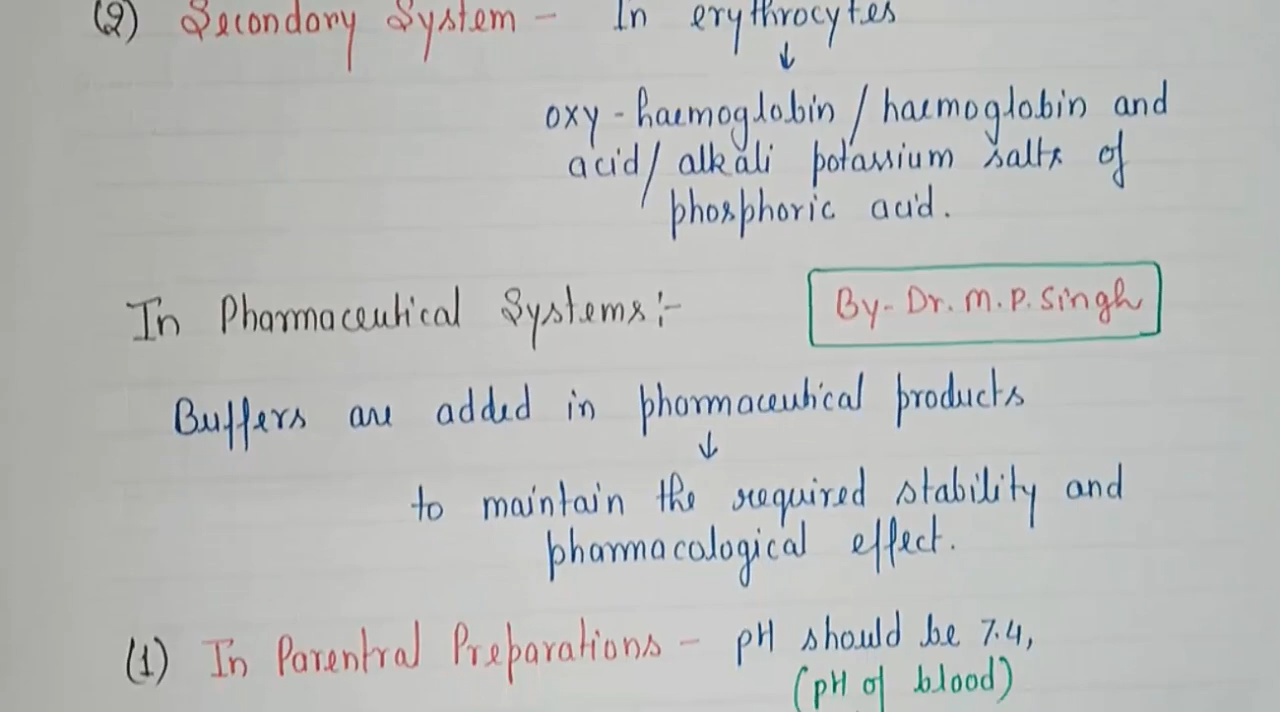 (2) Secondary System - In erythrocytes
↓
oxy-haemoglobin / haemoglobin and
acid/ alkali potassium salts of
phosphoric acid.
In Pharmaceutical Systems:-
By- Dr. M.P. Singh
Buffers are added in pharmaceutical products
↓
to maintain the required stability and
pharmacological effect.
(1) In Parentral Preparations - pH should be 7.4,
(pH of blood)